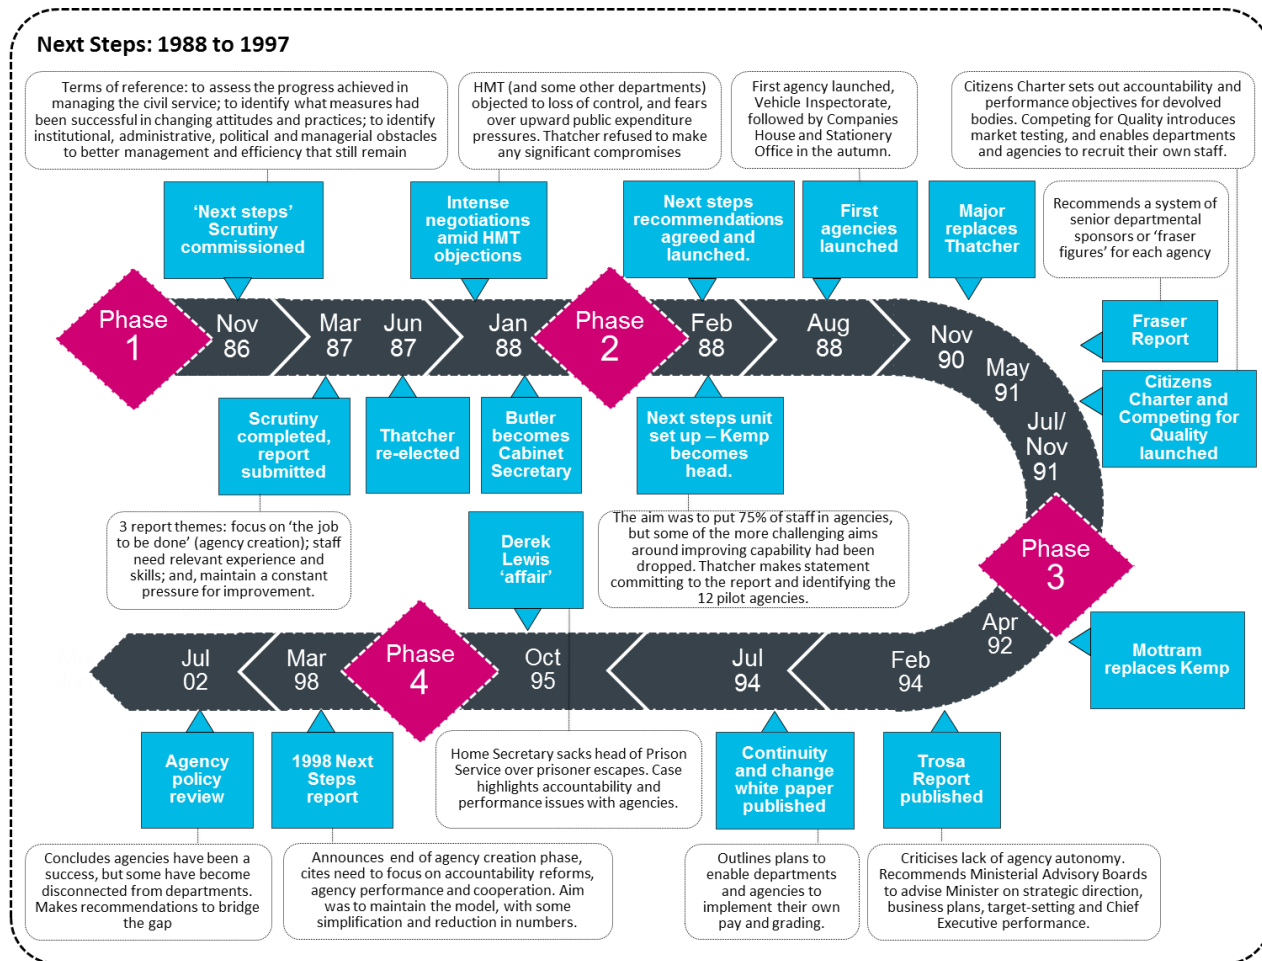 Next Steps: 1988 to 1997
Terms of reference: to assess the progress achieved in
managing the civil service; to identify what measures had
been successful in changing attitudes and practices; to identify
institutional, administrative, political and managerial obstacles
to better management and efficiency that still remain
HMT (and some other departments)
objected to loss of control, and fears
over upward public expenditure
pressures. Thatcher refused to make
any significant compromises
First agency launched,
Vehicle Inspectorate,
followed by Companies
House and Stationery
Office in the autumn.
Citizens Charter sets out accountability and
performance objectives for devolved
bodies. Competing for Quality introduces
market testing, and enables departments
and agencies to recruit their own staff.
‘Next steps’
Scrutiny
commissioned
Intense
negotiations
amid HMT
objections
Next steps
recommendations
agreed and
launched.
First
agencies
launched
Major
replaces
Thatcher
Recommends a system of
senior departmental
sponsors or ‘fraser
figures’ for each agency
Phase
1
Nov
86
Mar
87
Jun
87
Jan
88
Phase
2
Feb
88
Aug
88
Nov
90
May
91
Jul/
Nov
91
Fraser
Report
Citizens
Charter and
Competing for
Quality
launched
Scrutiny
completed,
report
submitted
Thatcher
re-elected
Butler
becomes
Cabinet
Secretary
Next steps unit
set up – Kemp
becomes
head.
3 report themes: focus on ‘the job
to be done’ (agency creation); staff
need relevant experience and
skills; and, maintain a constant
pressure for improvement.
Derek
Lewis
‘affair’
The aim was to put 75% of staff in agencies,
but some of the more challenging aims
around improving capability had been
dropped. Thatcher makes statement
committing to the report and identifying the
12 pilot agencies.
Phase
3
Apr
92
Mottram
replaces Kemp
Feb
94
Jul
94
Oct
95
Phase
4
Mar
98
Jul
02
Agency
policy
review
1998 Next
Steps
report
Home Secretary sacks head of Prison
Service over prisoner escapes. Case
highlights accountability and
performance issues with agencies.
Continuity
and change
white paper
published
Trosa
Report
published
Concludes agencies have been a
success, but some have become
disconnected from departments.
Makes recommendations to bridge
the gap
Announces end of agency creation phase,
cites need to focus on accountability reforms,
agency performance and cooperation. Aim
was to maintain the model, with some
simplification and reduction in numbers.
Outlines plans to
enable departments
and agencies to
implement their own
pay and grading.
Criticises lack of agency autonomy.
Recommends Ministerial Advisory Boards
to advise Minister on strategic direction,
business plans, target-setting and Chief
Executive performance.